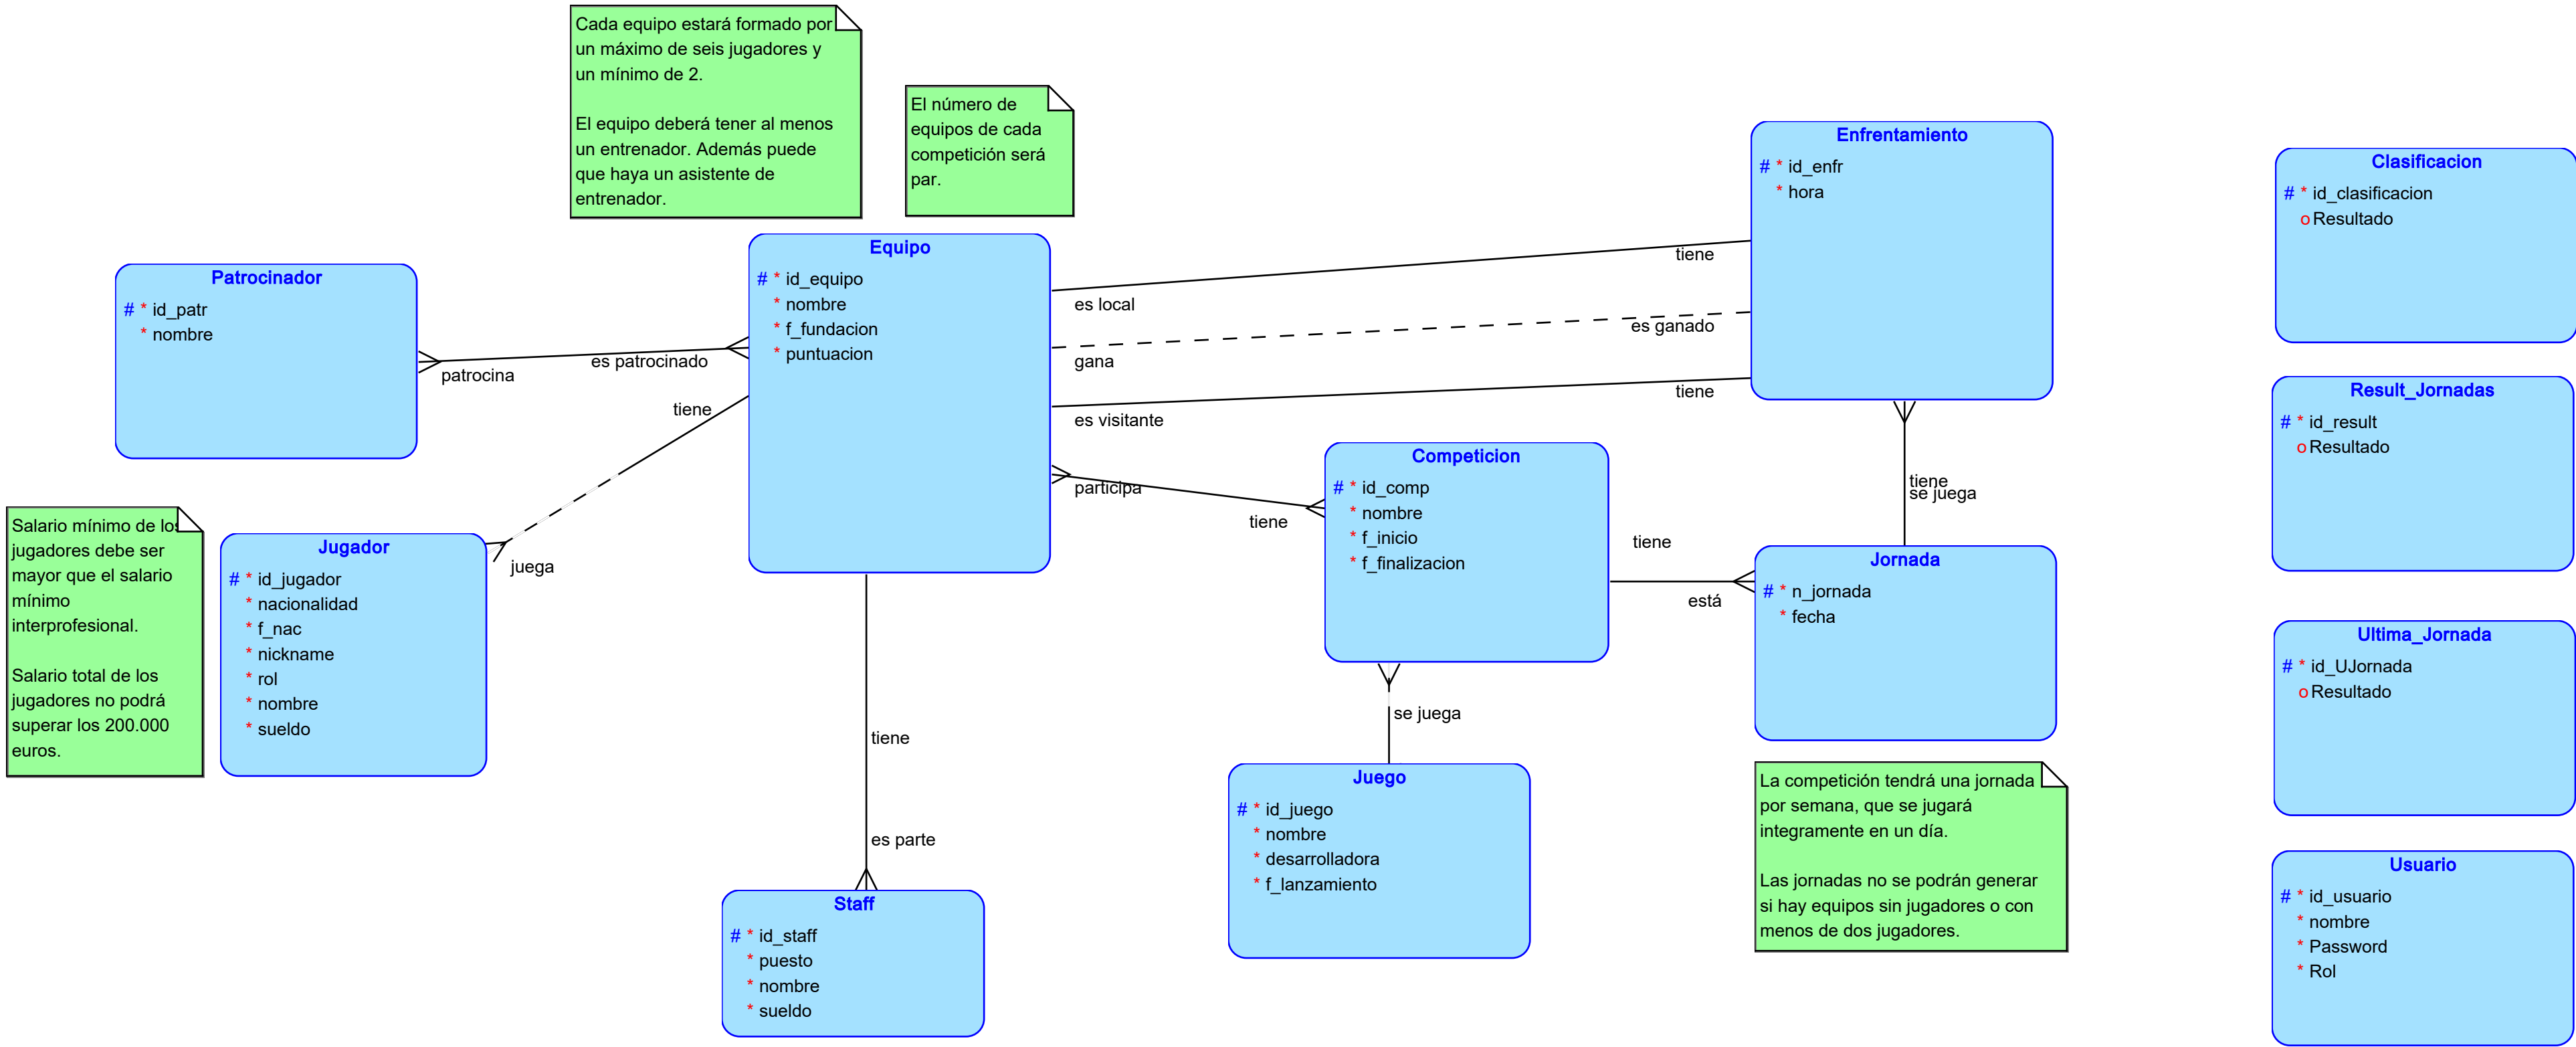 Cada equipo estará formado por
un máximo de seis jugadores y
un mínimo de 2.
El equipo deberá tener al menos
un entrenador. Además puede
que haya un asistente de
entrenador.
El número de
equipos de cada
competición será
par.
Enfrentamiento
# * id_enfr
* hora
Clasificacion
# * id_clasificacion
o Resultado
Equipo
# * id_equipo
* nombre
* f_fundacion
* puntuacion
Patrocinador
# * id_patr
* nombre
tiene
es local
es ganado
gana
tiene
es visitante
es patrocinado
patrocina
tiene
juega
Result_Jornadas
# * id_result
o Resultado
Competicion
# * id_comp
* nombre
* f_inicio
* f_finalizacion
participa
tiene
tiene
se juega
tiene
está
Salario mínimo de los
jugadores debe ser
mayor que el salario
mínimo
interprofesional.
Salario total de los
jugadores no podrá
superar los 200.000
euros.
Jugador
# * id_jugador
* nacionalidad
* f_nac
* nickname
* rol
* nombre
* sueldo
Jornada
# * n_jornada
* fecha
Ultima_Jornada
# * id_UJornada
o Resultado
se juega
tiene
es parte
Juego
# * id_juego
* nombre
* desarrolladora
* f_lanzamiento
La competición tendrá una jornada
por semana, que se jugará
integramente en un día.
Las jornadas no se podrán generar
si hay equipos sin jugadores o con
menos de dos jugadores.
Usuario
# * id_usuario
* nombre
* Password
* Rol
Staff
# * id_staff
* puesto
* nombre
* sueldo